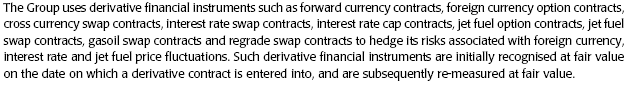 The Group uses derivative financial instruments such as forward currency contracts, foreign currency option contracts,
cross currency swap contracts, interest rate swap contracts, interest rate cap contracts, jet fuel option contracts, jet fuel
swap contracts, gasoil swap contracts and regrade swap contracts to hedge its risks associated with foreign currency,
interest rate and jet fuel price fluctuations. Such derivative financial instruments are initially recognised at fair value
on the date on which a derivative contract is entered into, and are subsequently re-measured at fair value.